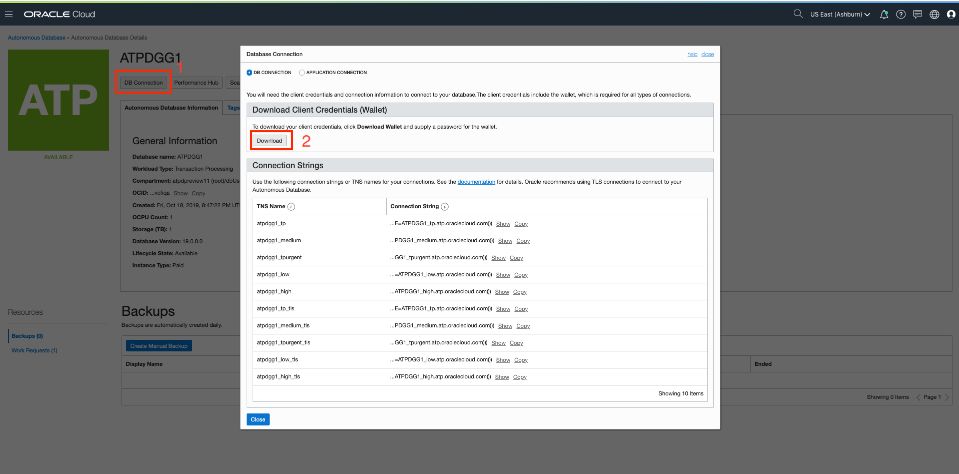 ORACLE Cloud
US East (Ashburn)
Autonomous Database » Autonomous Database Details
ATP
AVAILABLE
ATPDGG1
1
DB Connection
Performance Hub
Autonomous Database Information
Tags
General Information
Database name: ATPDGG1
Workload Type: Transaction Processing
Compartment:
OCID: Show Copy
Created: Fri, Oct 18, 2019, 8:47:22 PM
OCPU Count: 1
Storage (TB): 1
Database Version: 19.0.0.0
Lifecycle State: Available
Instance Type: Paid
Resources
Backups (0)
Work Requests (1)
Backups
Backups are automatically created daily.
Create Manual Backup
Display Name
Ended
Showing 0 Items
Page 1
Database Connection
help close
DB CONNECTION
APPLICATION CONNECTION
You will need the client credentials and connection information to connect to your database. The client credentials include the wallet, which is required for all types of connections.
Download Client Credentials (Wallet)
To download your client credentials, click Download Wallet and supply a password for the wallet.
Download
2
Connection Strings
Use the following connection strings or TNS names for your connections. See the documentation for details. Oracle recommends using TLS connections to connect to your
Autonomous Database.
TNS Name Connection String
atpdgg1_tp ...E=ATPDGG1_tp.atp.oraclecloud.com))) Show Copy
atpdgg1_medium ...PDGG1_medium.atp.oraclecloud.com))) Show Copy
atpdgg1_tpurgent ...GG1_tpurgent.atp.oraclecloud.com))) Show Copy
atpdgg1_low ...=ATPDGG1_low.atp.oraclecloud.com))) Show Copy
atpdgg1_high ...ATPDGG1_high.atp.oraclecloud.com))) Show Copy
atpdgg1_tp_tls ...E=ATPDGG1_tp.atp.oraclecloud.com))) Show Copy
atpdgg1_medium_tls ...PDGG1_medium.atp.oraclecloud.com))) Show Copy
atpdgg1_tpurgent_tls ...GG1_tpurgent.atp.oraclecloud.com))) Show Copy
atpdgg1_low_tls ...=ATPDGG1_low.atp.oraclecloud.com))) Show Copy
atpdgg1_high_tls ...ATPDGG1_high.atp.oraclecloud.com))) Show Copy
Showing 10 Items
Close